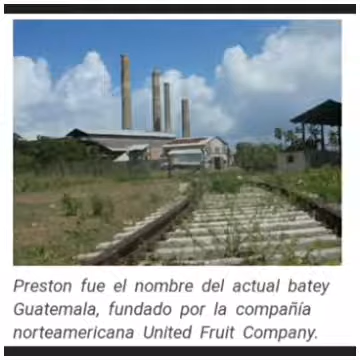 Preston fue el nombre del actual batey
Guatemala, fundado por la compañía
norteamericana United Fruit Company.